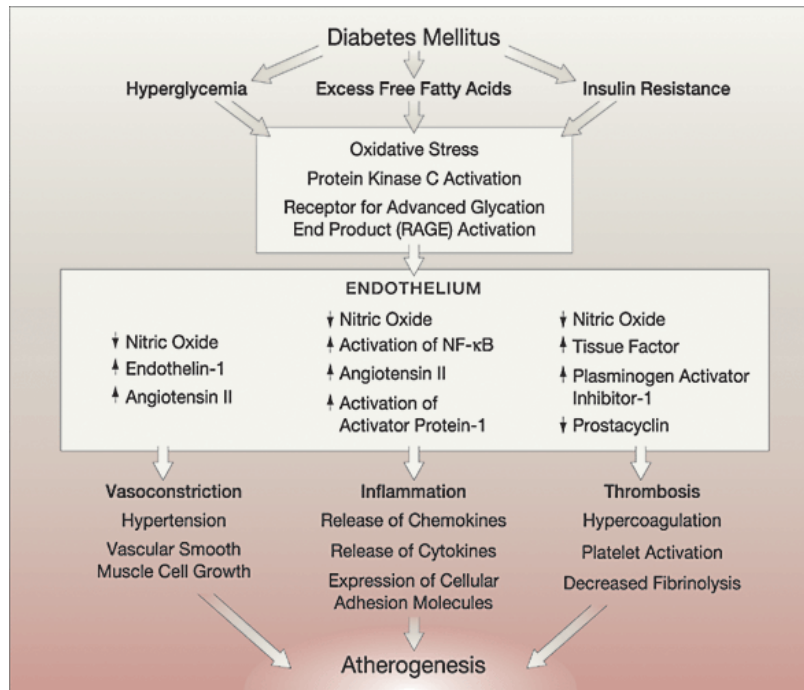 Diabetes Mellitus
Hyperglycemia
Excess Free Fatty Acids
Insulin Resistance
Oxidative Stress
Protein Kinase C Activation
Receptor for Advanced Glycation
End Product (RAGE) Activation
ENDOTHELIUM
Nitric Oxide
Endothelin-1
Angiotensin II
Nitric Oxide
Activation of NF-κB
Angiotensin II
Activation of
Activator Protein-1
Nitric Oxide
Tissue Factor
Plasminogen Activator
Inhibitor-1
Prostacyclin
Vasoconstriction
Hypertension
Vascular Smooth
Muscle Cell Growth
Inflammation
Release of Chemokines
Release of Cytokines
Expression of Cellular
Adhesion Molecules
Thrombosis
Hypercoagulation
Platelet Activation
Decreased Fibrinolysis
Atherogenesis